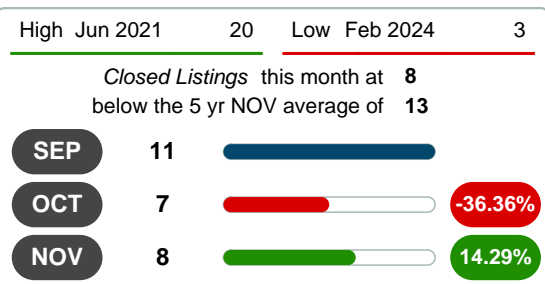 High Jun 2021 20 Low Feb 2024 3
Closed Listings this month at 8
below the 5 yr NOV average of 13
SEP 11
OCT 7 -36.36%
NOV 8 14.29%